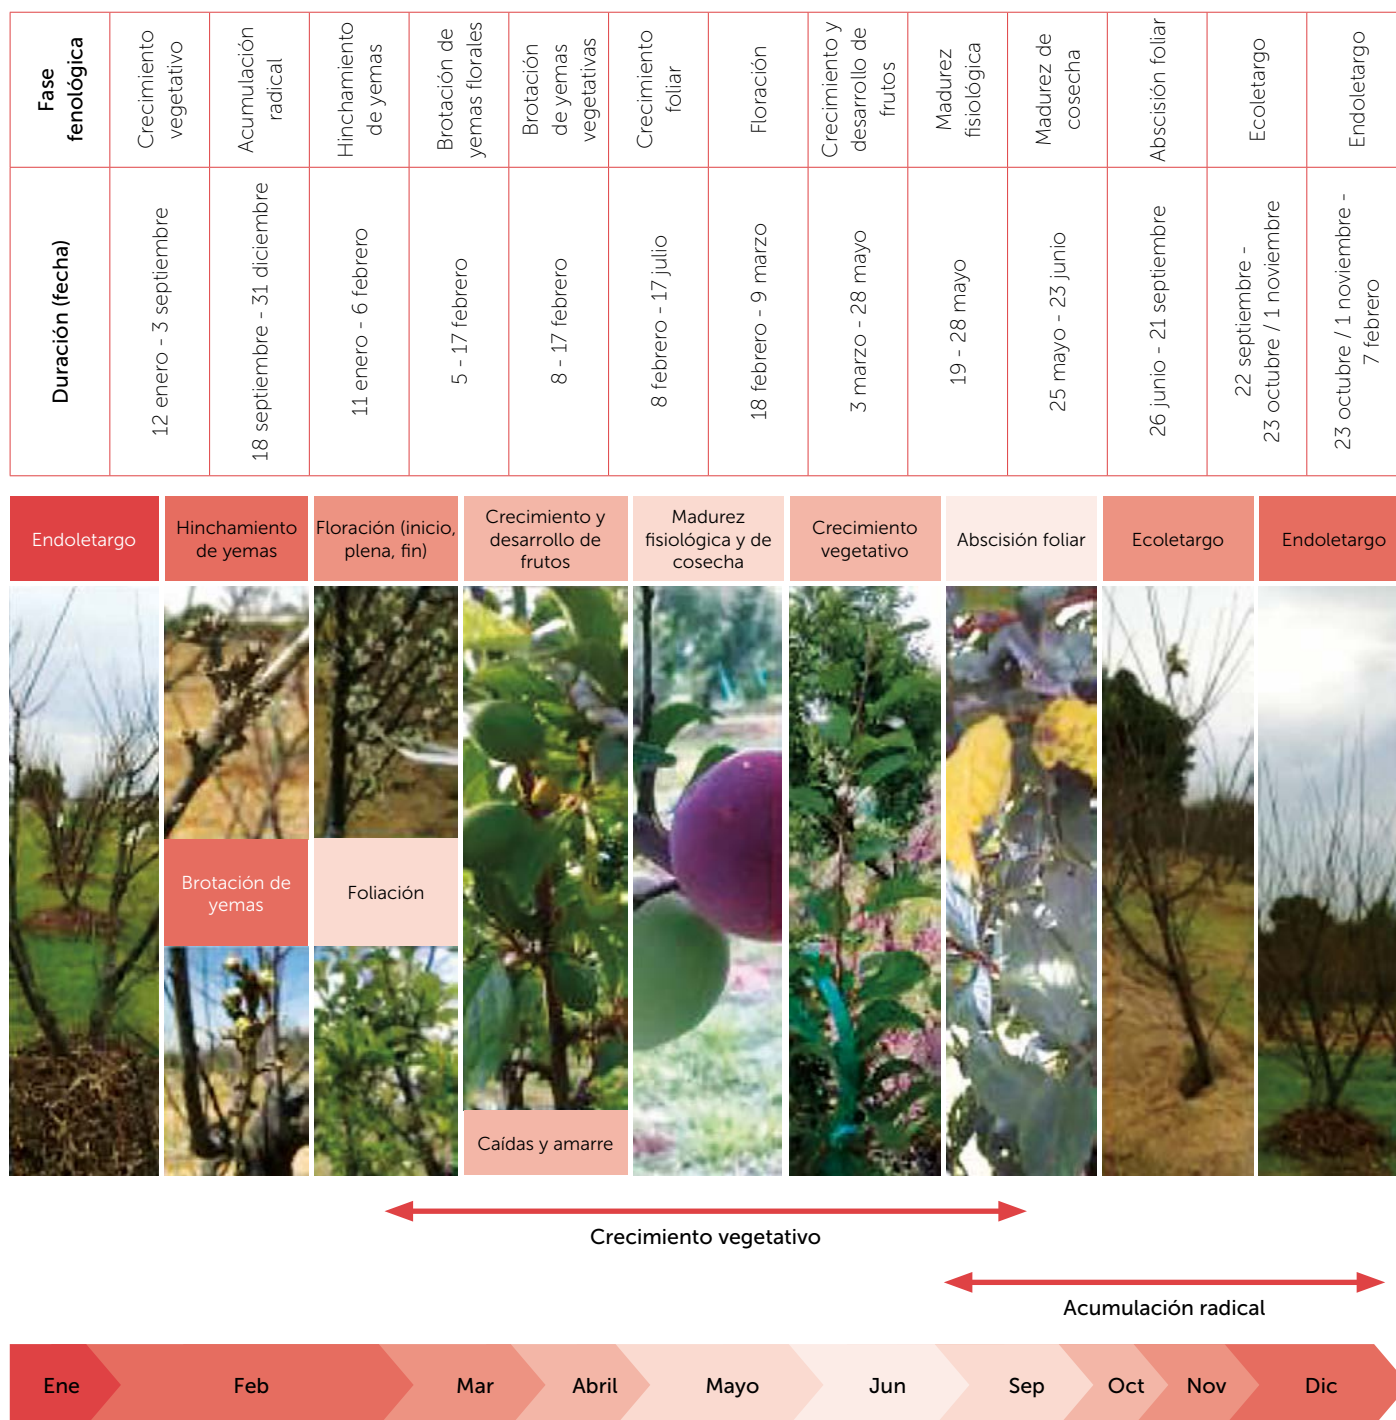 Fase
fenológica
Crecimiento
vegetativo
Acumulación
radical
Hinchamiento
de yemas
Brotación de
yemas florales
Brotación
de yemas
vegetativas
Crecimiento
foliar
Floración
Crecimiento y
desarrollo de
frutos
Madurez
fisiológica
Madurez de
cosecha
Abscisión foliar
Ecoletargo
Endoletargo
Duración (fecha)
12 enero - 3 septiembre
18 septiembre - 31 diciembre
11 enero - 6 febrero
5 - 17 febrero
8 - 17 febrero
8 febrero - 17 julio
18 febrero - 9 marzo
3 marzo - 28 mayo
19 - 28 mayo
25 mayo - 23 junio
26 junio - 21 septiembre
22 septiembre -
23 octubre / 1 noviembre
23 octubre / 1 noviembre -
7 febrero
Endoletargo
Hinchamiento
de yemas
Floración (inicio,
plena, fin)
Crecimiento y
desarrollo de
frutos
Madurez
fisiológica y de
cosecha
Crecimiento
vegetativo
Abscisión foliar
Ecoletargo
Endoletargo
Brotación de
yemas
Foliación
Caídas y amarre
Crecimiento vegetativo
Acumulación radical
Ene
Feb
Mar
Abril
Mayo
Jun
Sep
Oct
Nov
Dic